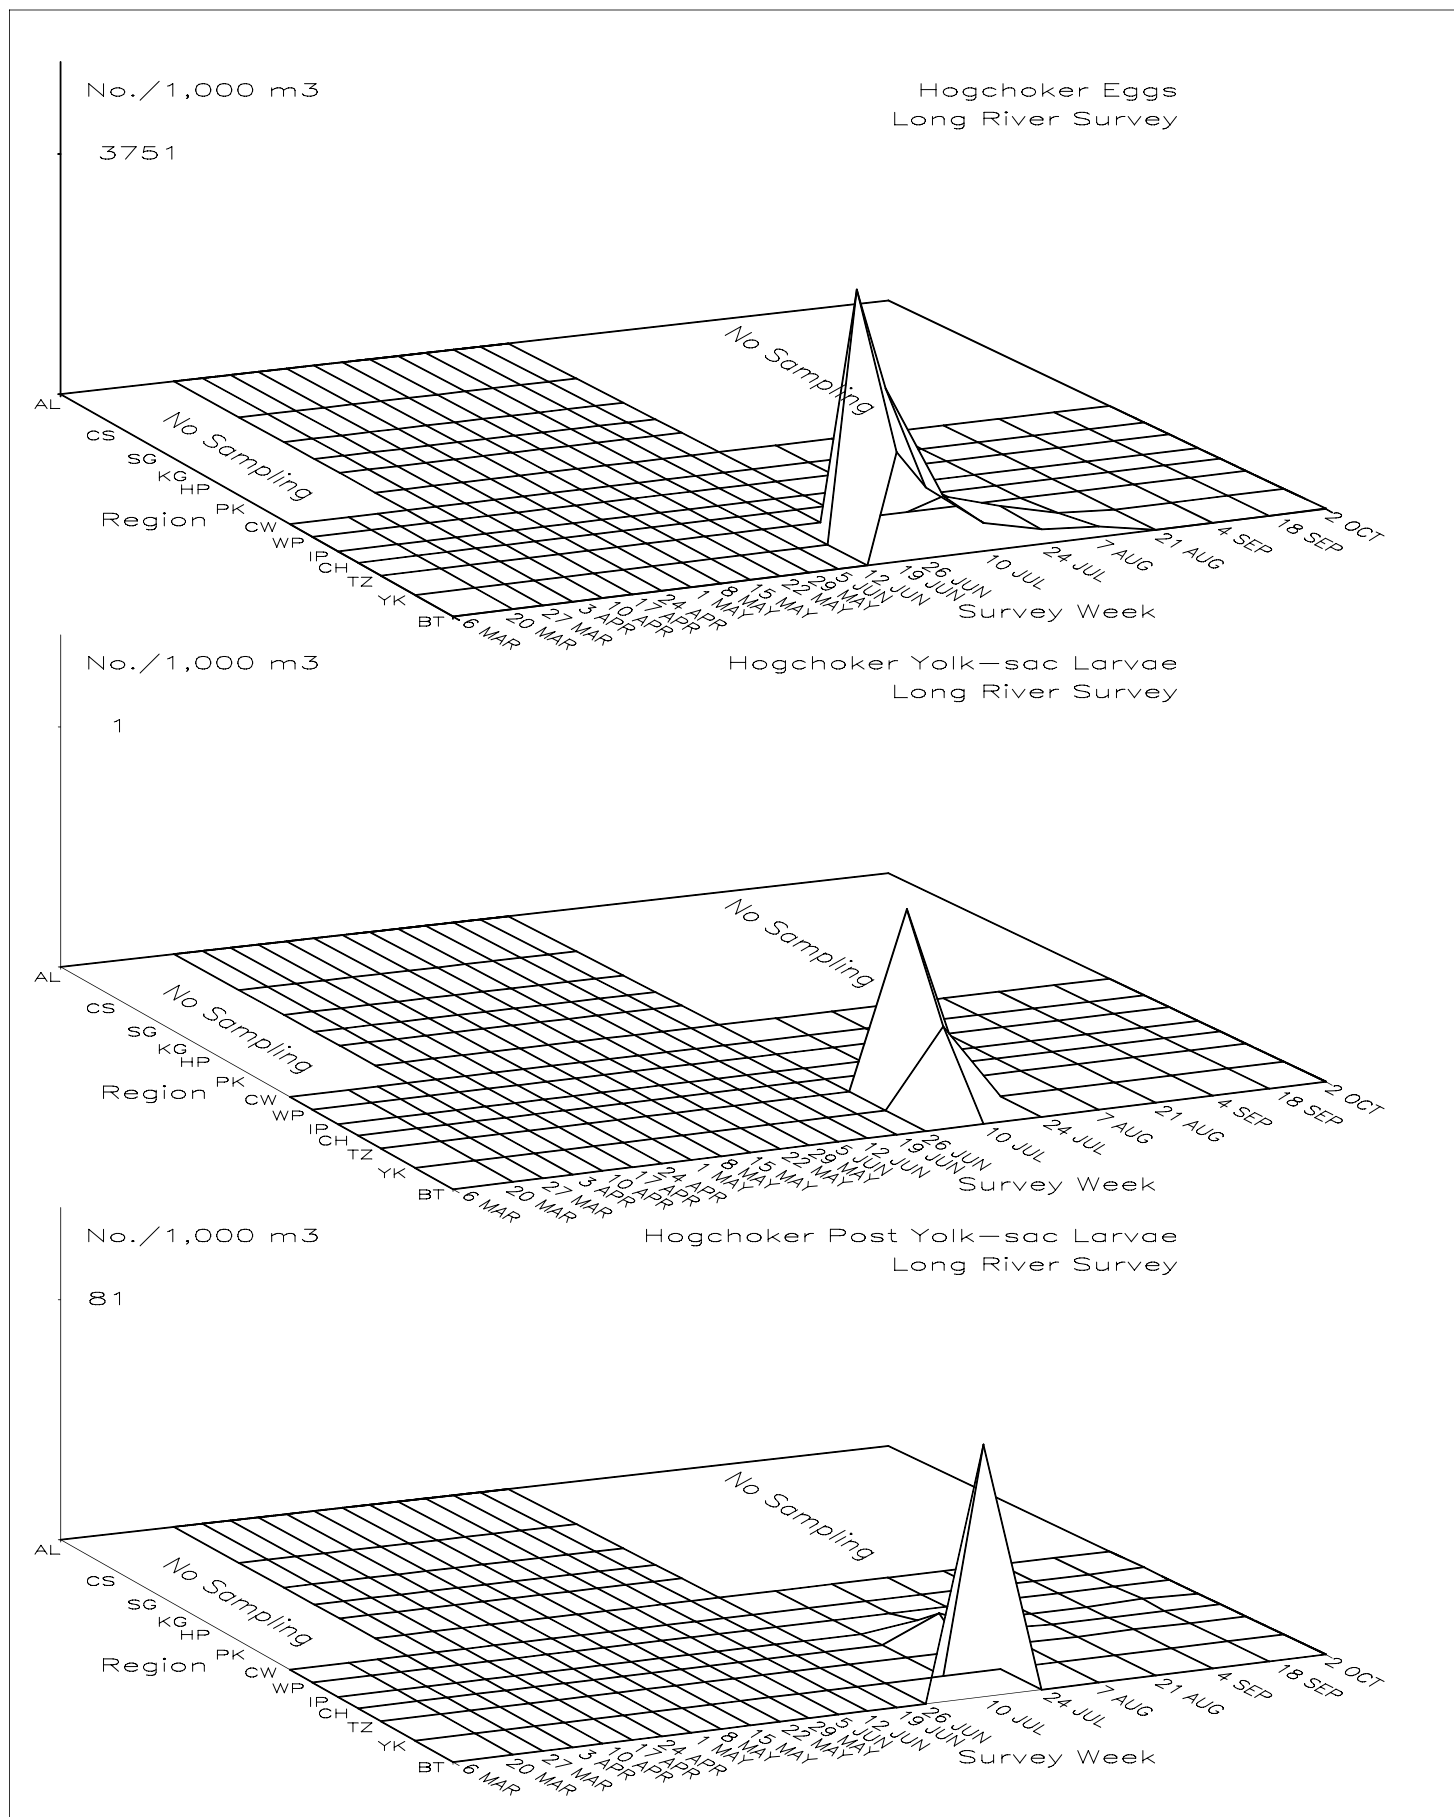 No./1,000 m3
Hogchoker Eggs
Long River Survey
3751
No Sampling
No Sampling
AL
CS
SG
KG
HP
PK
CW
WP
IP
CH
TZ
YK
BT
Region
6 MAR
20 MAR
27 MAR
3 APR
10 APR
17 APR
24 APR
1 MAY
8 MAY
15 MAY
22 MAY
29 MAY
5 JUN
12 JUN
19 JUN
26 JUN
10 JUL
24 JUL
7 AUG
21 AUG
4 SEP
18 SEP
2 OCT
Survey Week
No./1,000 m3
Hogchoker Yolk-sac Larvae
Long River Survey
1
No Sampling
No Sampling
AL
CS
SG
KG
HP
PK
CW
WP
IP
CH
TZ
YK
BT
Region
6 MAR
20 MAR
27 MAR
3 APR
10 APR
17 APR
24 APR
1 MAY
8 MAY
15 MAY
22 MAY
29 MAY
5 JUN
12 JUN
19 JUN
26 JUN
10 JUL
24 JUL
7 AUG
21 AUG
4 SEP
18 SEP
2 OCT
Survey Week
No./1,000 m3
Hogchoker Post Yolk-sac Larvae
Long River Survey
81
No Sampling
No Sampling
AL
CS
SG
KG
HP
PK
CW
WP
IP
CH
TZ
YK
BT
Region
6 MAR
20 MAR
27 MAR
3 APR
10 APR
17 APR
24 APR
1 MAY
8 MAY
15 MAY
22 MAY
29 MAY
5 JUN
12 JUN
19 JUN
26 JUN
10 JUL
24 JUL
7 AUG
21 AUG
4 SEP
18 SEP
2 OCT
Survey Week